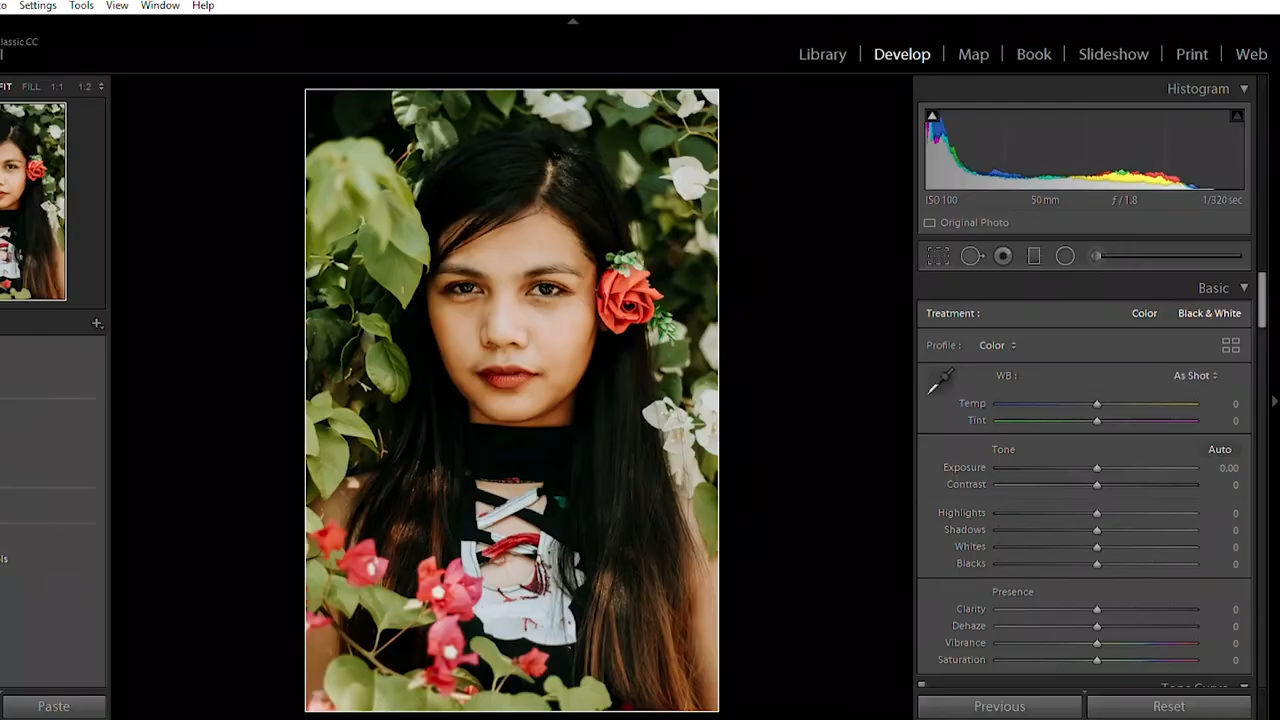 Settings Tools View Window Help
lassic CC
Library | Develop | Map | Book | Slideshow | Print | Web
FIT FILL 1:1 1:2
Histogram
ISO 100 50 mm ƒ / 1.8 1/320 sec
Original Photo
Basic
Treatment : Color Black & White
Profile : Color
WB : As Shot
Temp 0
Tint 0
Tone Auto
Exposure 0.00
Contrast 0
Highlights 0
Shadows 0
Whites 0
Blacks 0
Presence
Clarity 0
Dehaze 0
Vibrance 0
Saturation 0
Tone Curve
Paste Previous Reset